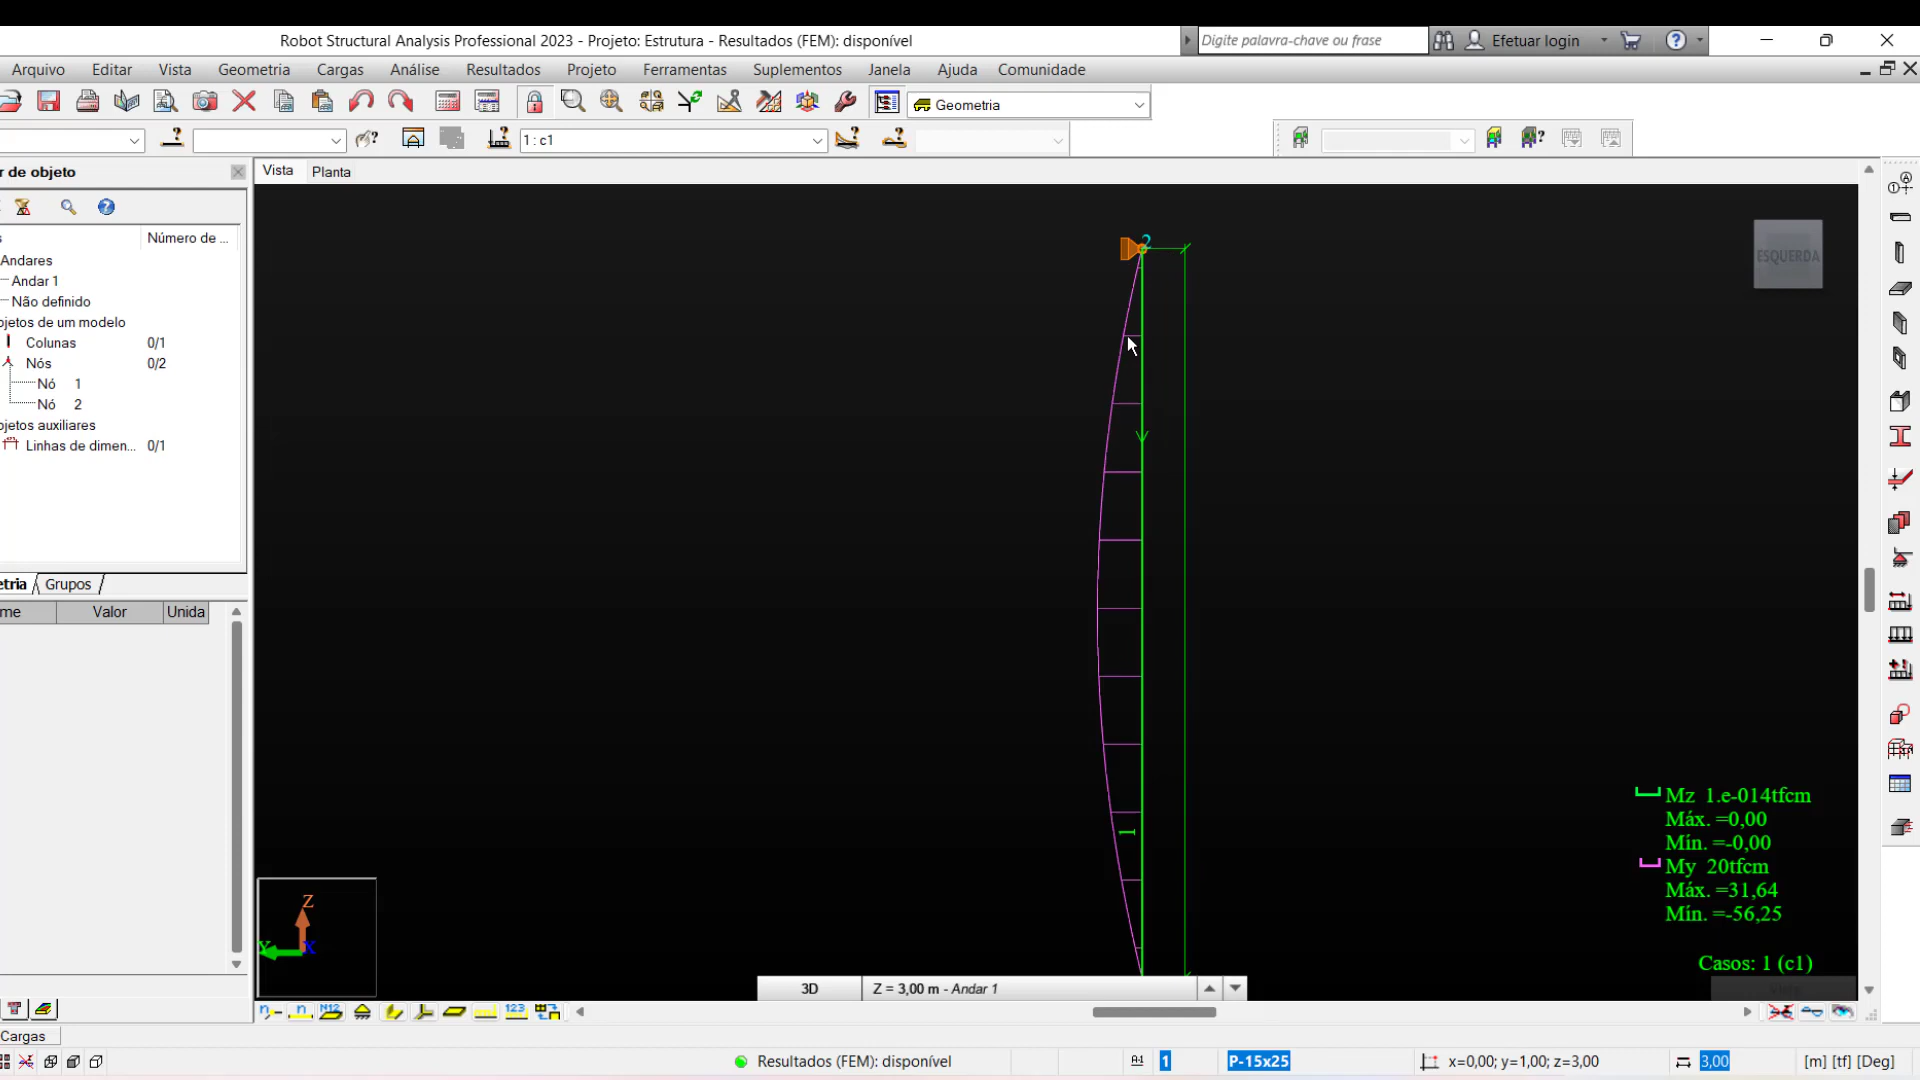 Robot Structural Analysis Professional 2023 - Projeto: Estrutura - Resultados (FEM): disponível
Digite palavra-chave ou frase
Efetuar login
Arquivo Editar Vista Geometria Cargas Análise Resultados Projeto Ferramentas Suplementos Janela Ajuda Comunidade
Geometria
1 : c1
r de objeto
Vista Planta
Número de ...
s
Andares
Andar 1
Não definido
ojetos de um modelo
Colunas 0/1
Nós 0/2
Nó 1
Nó 2
ojetos auxiliares
Linhas de dimen... 0/1
etria Grupos
me Valor Unida
2
ESQUERDA
1
Mz 1.e-014tfcm
Máx. =0,00
Mín. =-0,00
My 20tfcm
Máx. =31,64
Mín. =-56,25
Casos: 1 (c1)
Z
Y X
3D Z = 3,00 m - Andar 1
Cargas
Resultados (FEM): disponível
1
P-15x25
x=0,00; y=1,00; z=3,00
3,00
[m] [tf] [Deg]